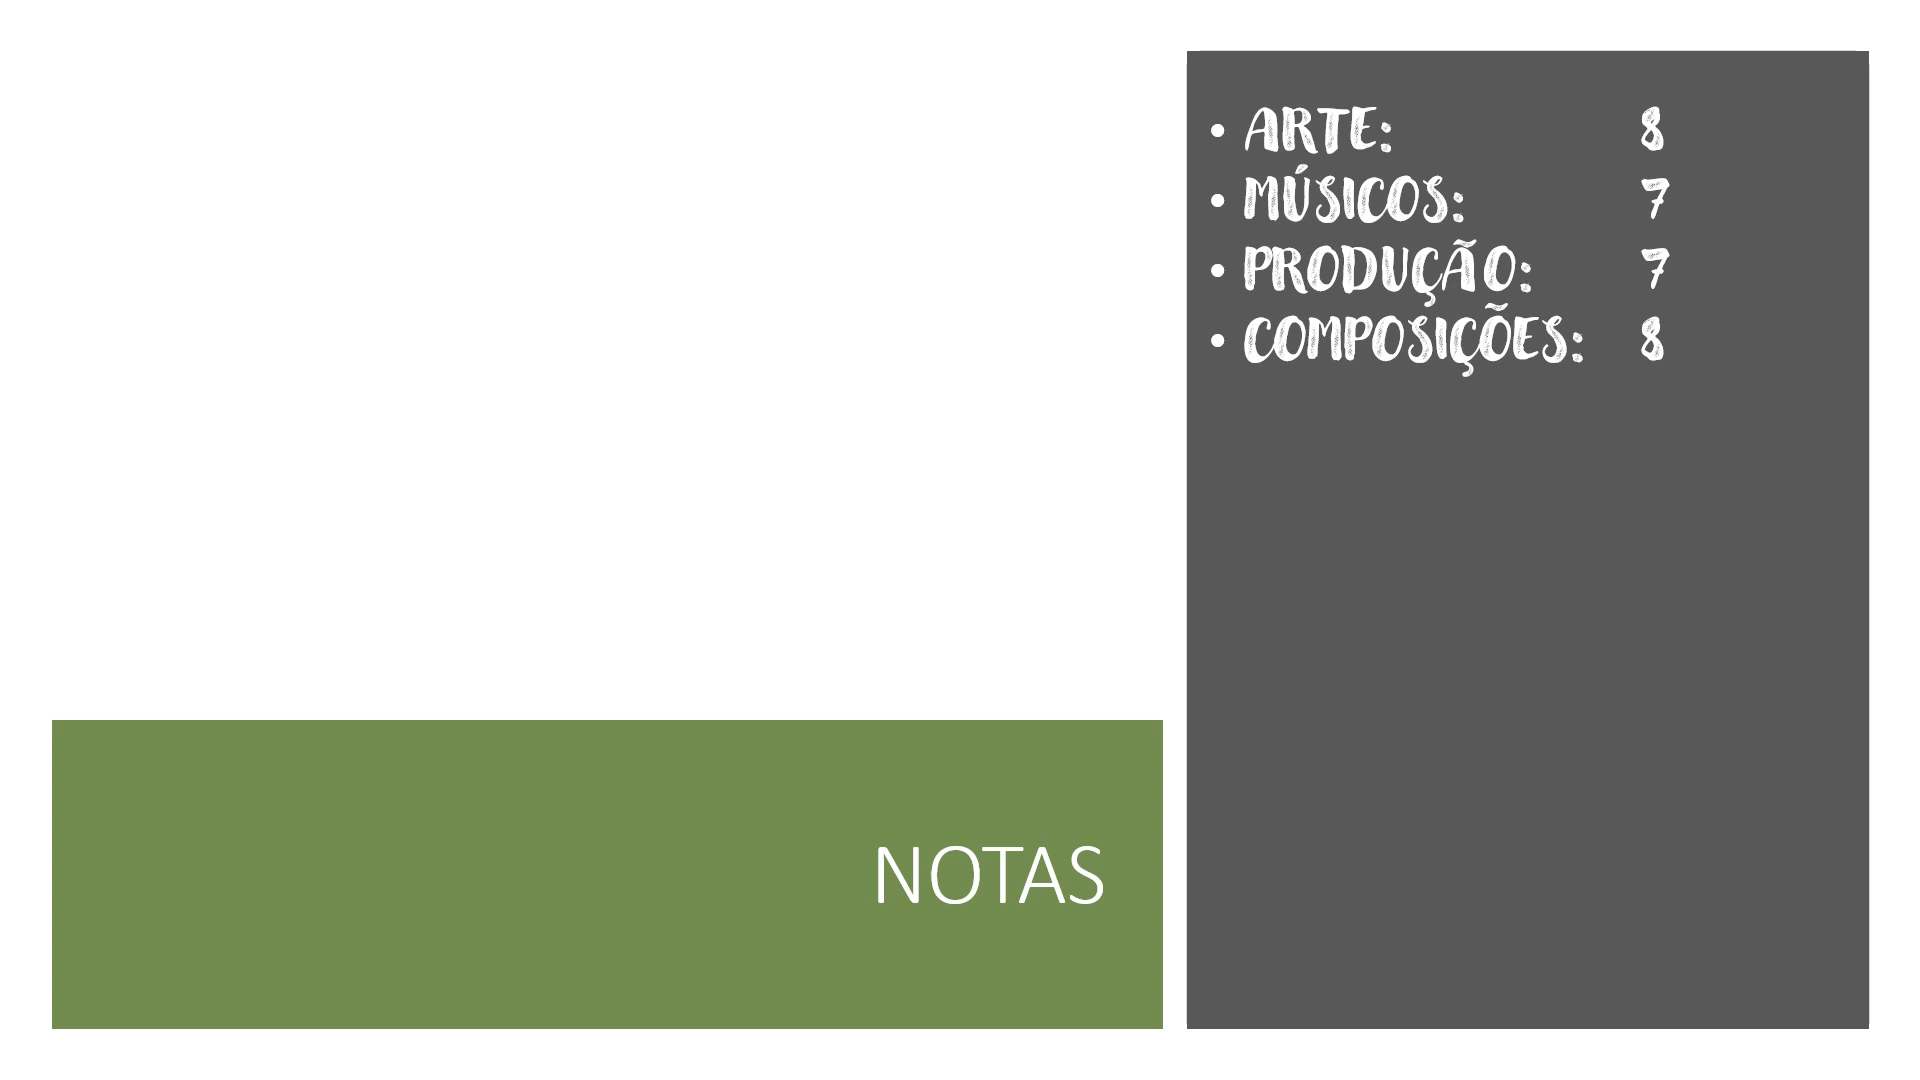 • ARTE: 8
• MÚSICOS: 7
• PRODUÇÃO: 7
• COMPOSIÇÕES: 8
NOTAS